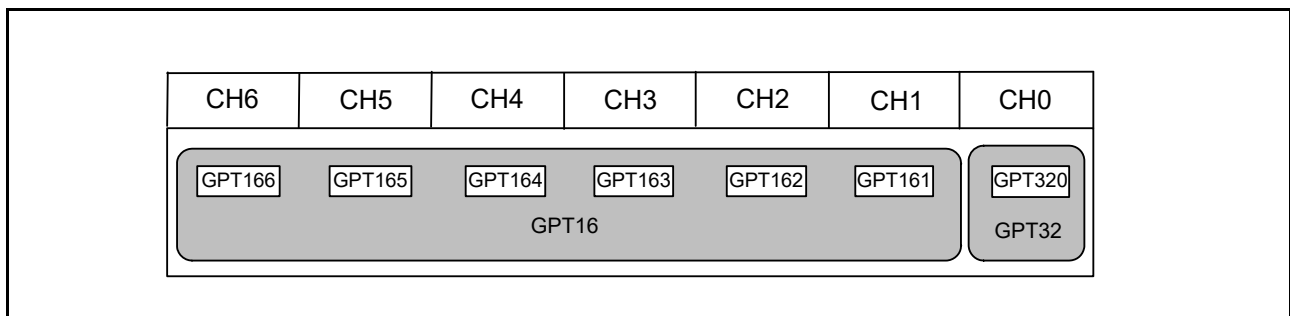 CH6 CH5 CH4 CH3 CH2 CH1 CH0
GPT166 GPT165 GPT164 GPT163 GPT162 GPT161 GPT320
GPT16 GPT32